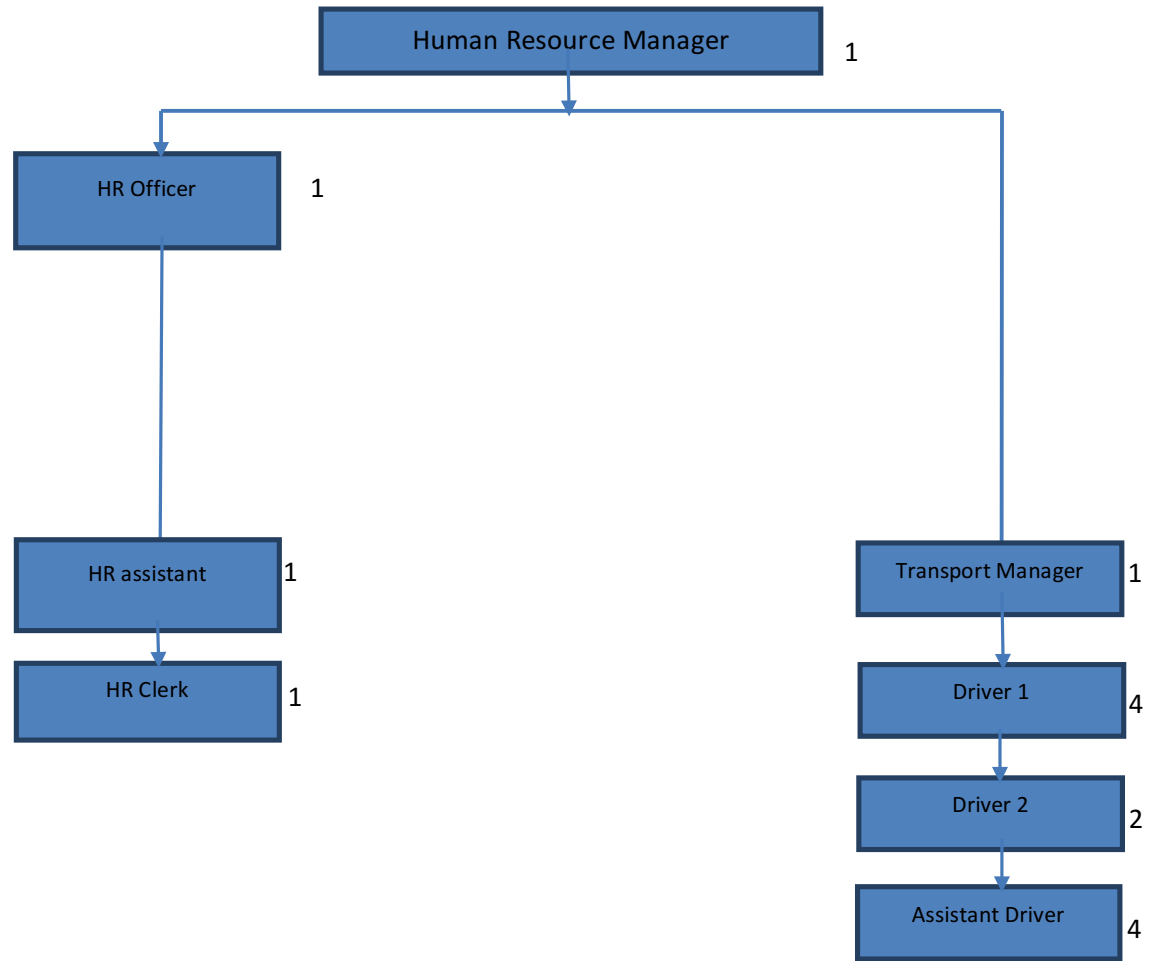 Human Resource Manager
1
HR Officer
1
HR assistant
1
Transport Manager
1
HR Clerk
1
Driver 1
4
Driver 2
2
Assistant Driver
4